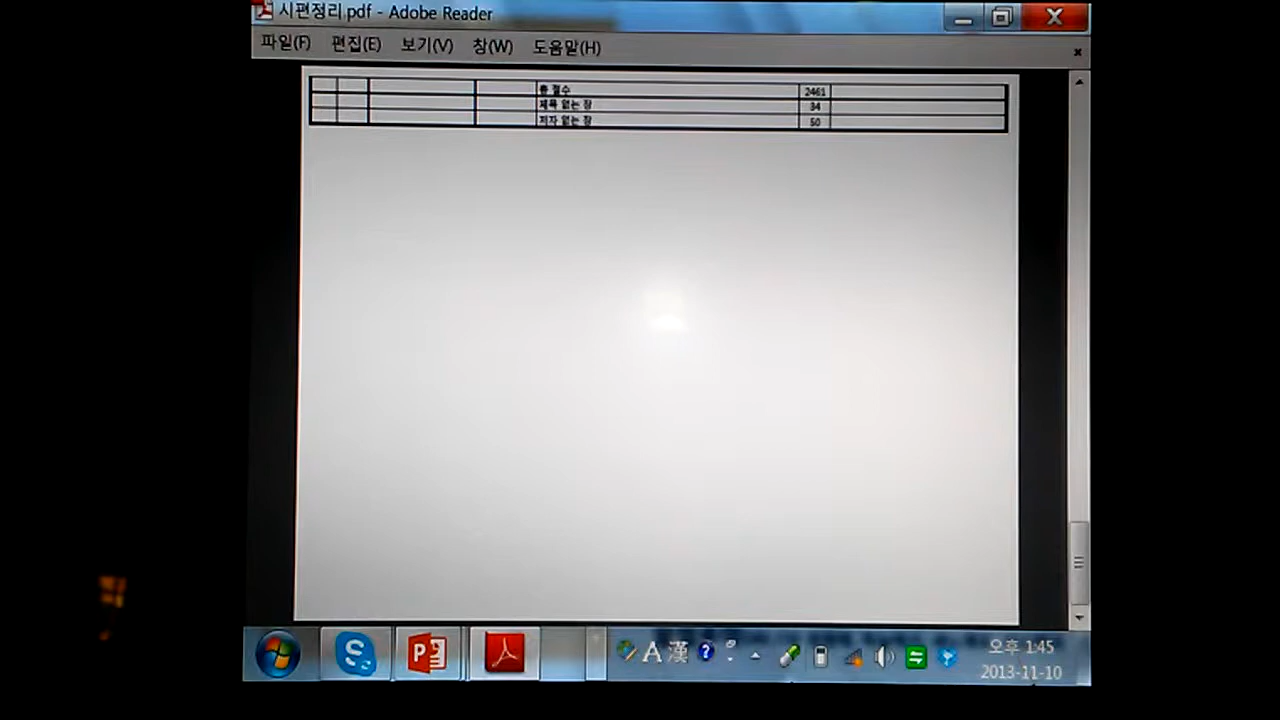 시편정리.pdf - Adobe Reader
파일(F) 편집(E) 보기(V) 창(W) 도움말(H)
총 절수 2461
제목 없는 장 34
저자 없는 장 50
A 漢
오후 1:45
2013-11-10